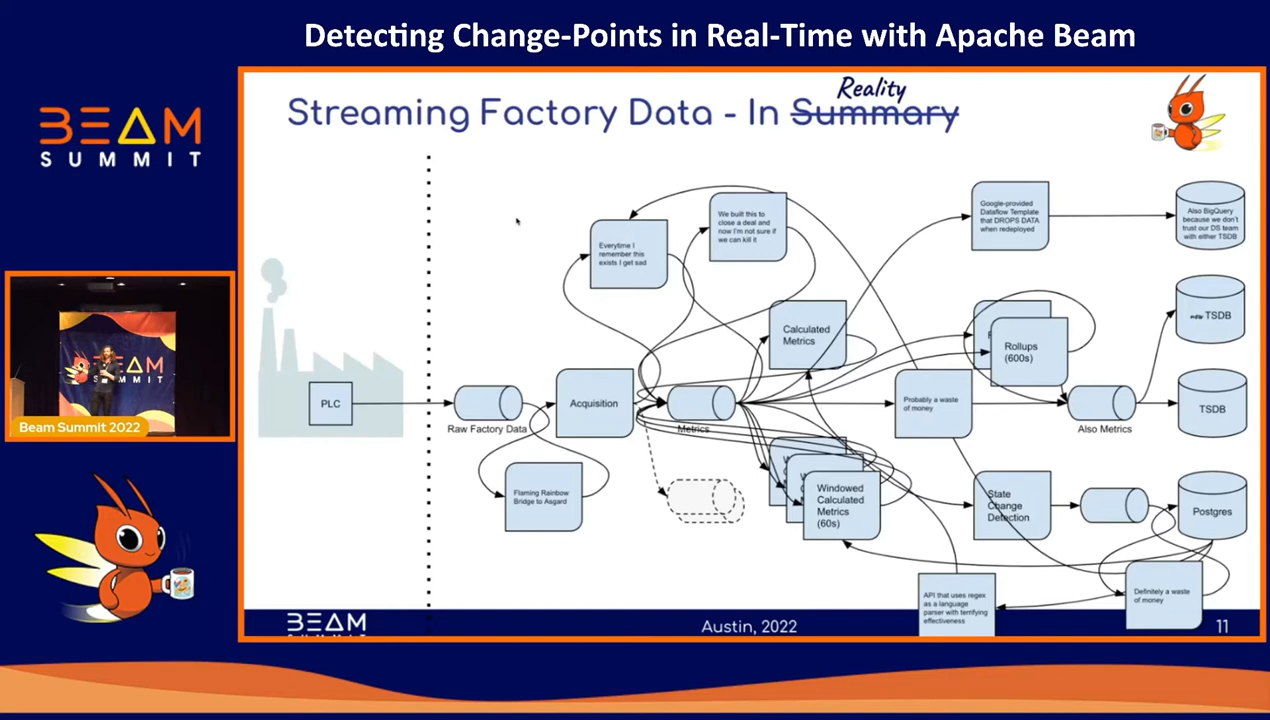 Detecting Change-Points in Real-Time with Apache Beam
BEAM
SUMMIT
Reality
Streaming Factory Data - In Summary
Google-provided
Dataflow Template
that DROPS DATA
when redeployed
Also BigQuery
because we don't
trust our DS team
with either TSDB
We built this to
close a deal and
now I'm not sure if
we can kill it
Everytime I
remember this
exists I get sad
new TSDB
Calculated
Metrics
Rollups
(600s)
PLC
Raw Factory Data
Acquisition
Metrics
Probably a waste
of money
Also Metrics
TSDB
BEAM
SUMMIT
Beam Summit 2022
Flaming Rainbow
Bridge to Asgard
Windowed
Calculated
Metrics
(60s)
State
Change
Detection
Postgres
API that uses regex
as a language
parser with terrifying
effectiveness
Definitely a waste
of money
BEAM
Austin, 2022
11